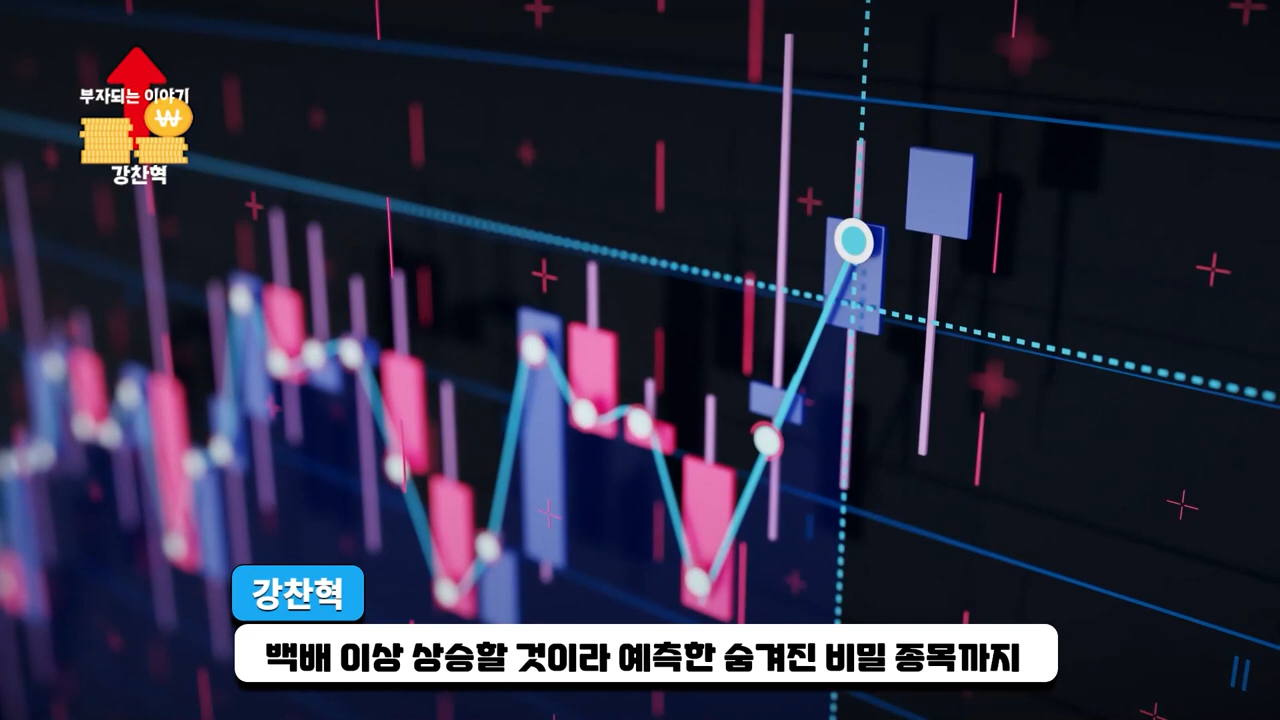 부자되는 이야기
₩
강찬혁
강찬혁
백배 이상 상승할 것이라 예측한 숨겨진 비밀 종목까지